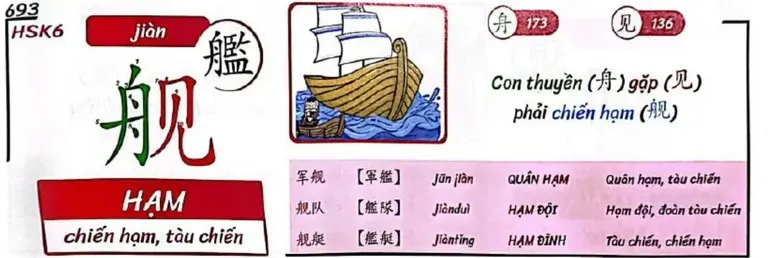 693
HSK6
jiàn
艦
舰
HẠM
chiến hạm, tàu chiến
舟 173 见 136
Con thuyền (舟) gặp (见)
phải chiến hạm (舰)
军舰 【軍艦】 Jūn jiàn QUÂN HẠM Quân hạm, tàu chiến
舰队 【艦隊】 Jiànduì HẠM ĐỘI Hạm đội, đoàn tàu chiến
舰艇 【艦艇】 Jiàntǐng HẠM ĐĨNH Tàu chiến, chiến hạm